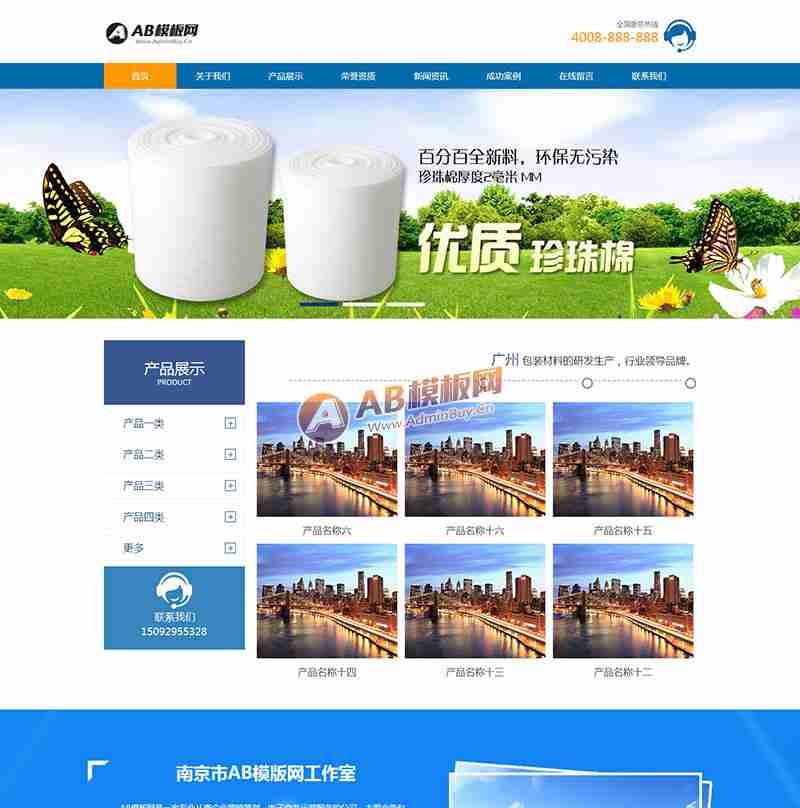 AB模板网
www.AdminBuy.Cn
全国服务热线
4008-888-888
首页 关于我们 产品展示 荣誉资质 新闻资讯 成功案例 在线留言 联系我们
百分百全新料，环保无污染
珍珠棉厚度2毫米 MM
优质 珍珠棉
产品展示
PRODUCT
广州 包装材料的研发生产，行业领导品牌。
AB模板网
Www.AdminBuy.Cn
产品一类
产品二类
产品三类
产品四类
更多
联系我们
15092955328
产品名称六 产品名称十六 产品名称十五
产品名称十四 产品名称十三 产品名称十二
南京市AB模版网工作室